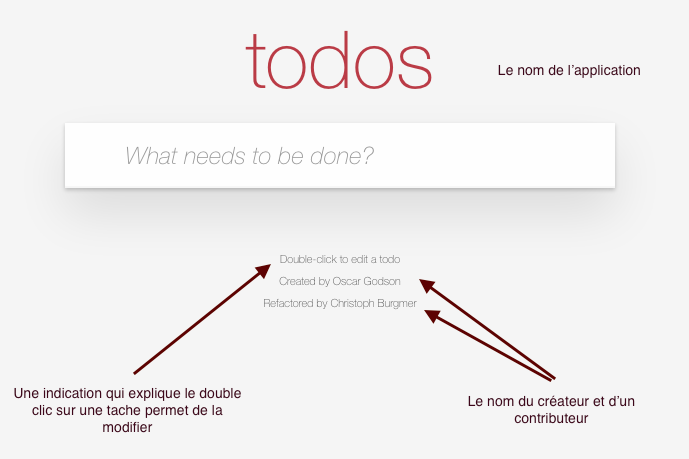 todos
Le nom de l'application
What needs to be done?
Double-click to edit a todo
Created by Oscar Godson
Refactored by Christoph Burgmer
Une indication qui explique le double
clic sur une tache permet de la
modifier
Le nom du créateur et d'un
contributeur